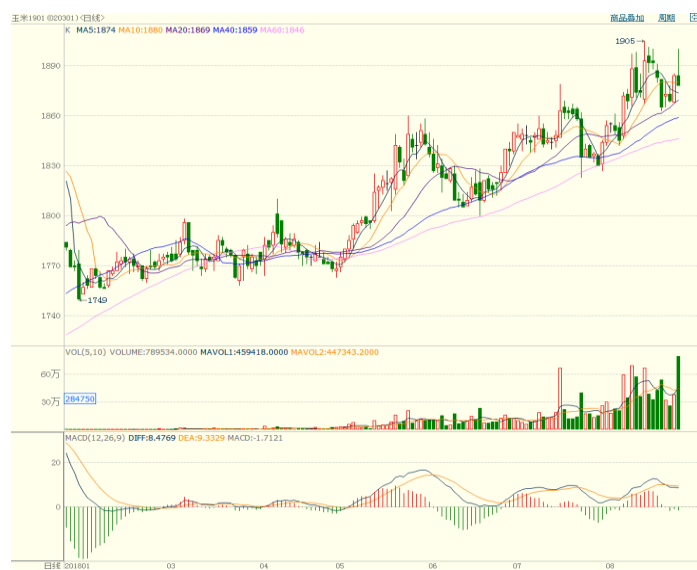 玉米1901 (020301) <日线> 商品叠加 周期
K MA5:1874 MA10:1880 MA20:1869 MA40:1859 MA60:1846
1905
1890
1860
1830
1800
1770
1749
1740
VOL(5,10) VOLUME:789534.0000 MAVOL1:459418.0000 MAVOL2:447343.2000
60万
30万
284750
MACD(12,26,9) DIFF:8.4769 DEA:9.3329 MACD:-1.7121
20
0
日线 201801 03 04 05 06 07 08